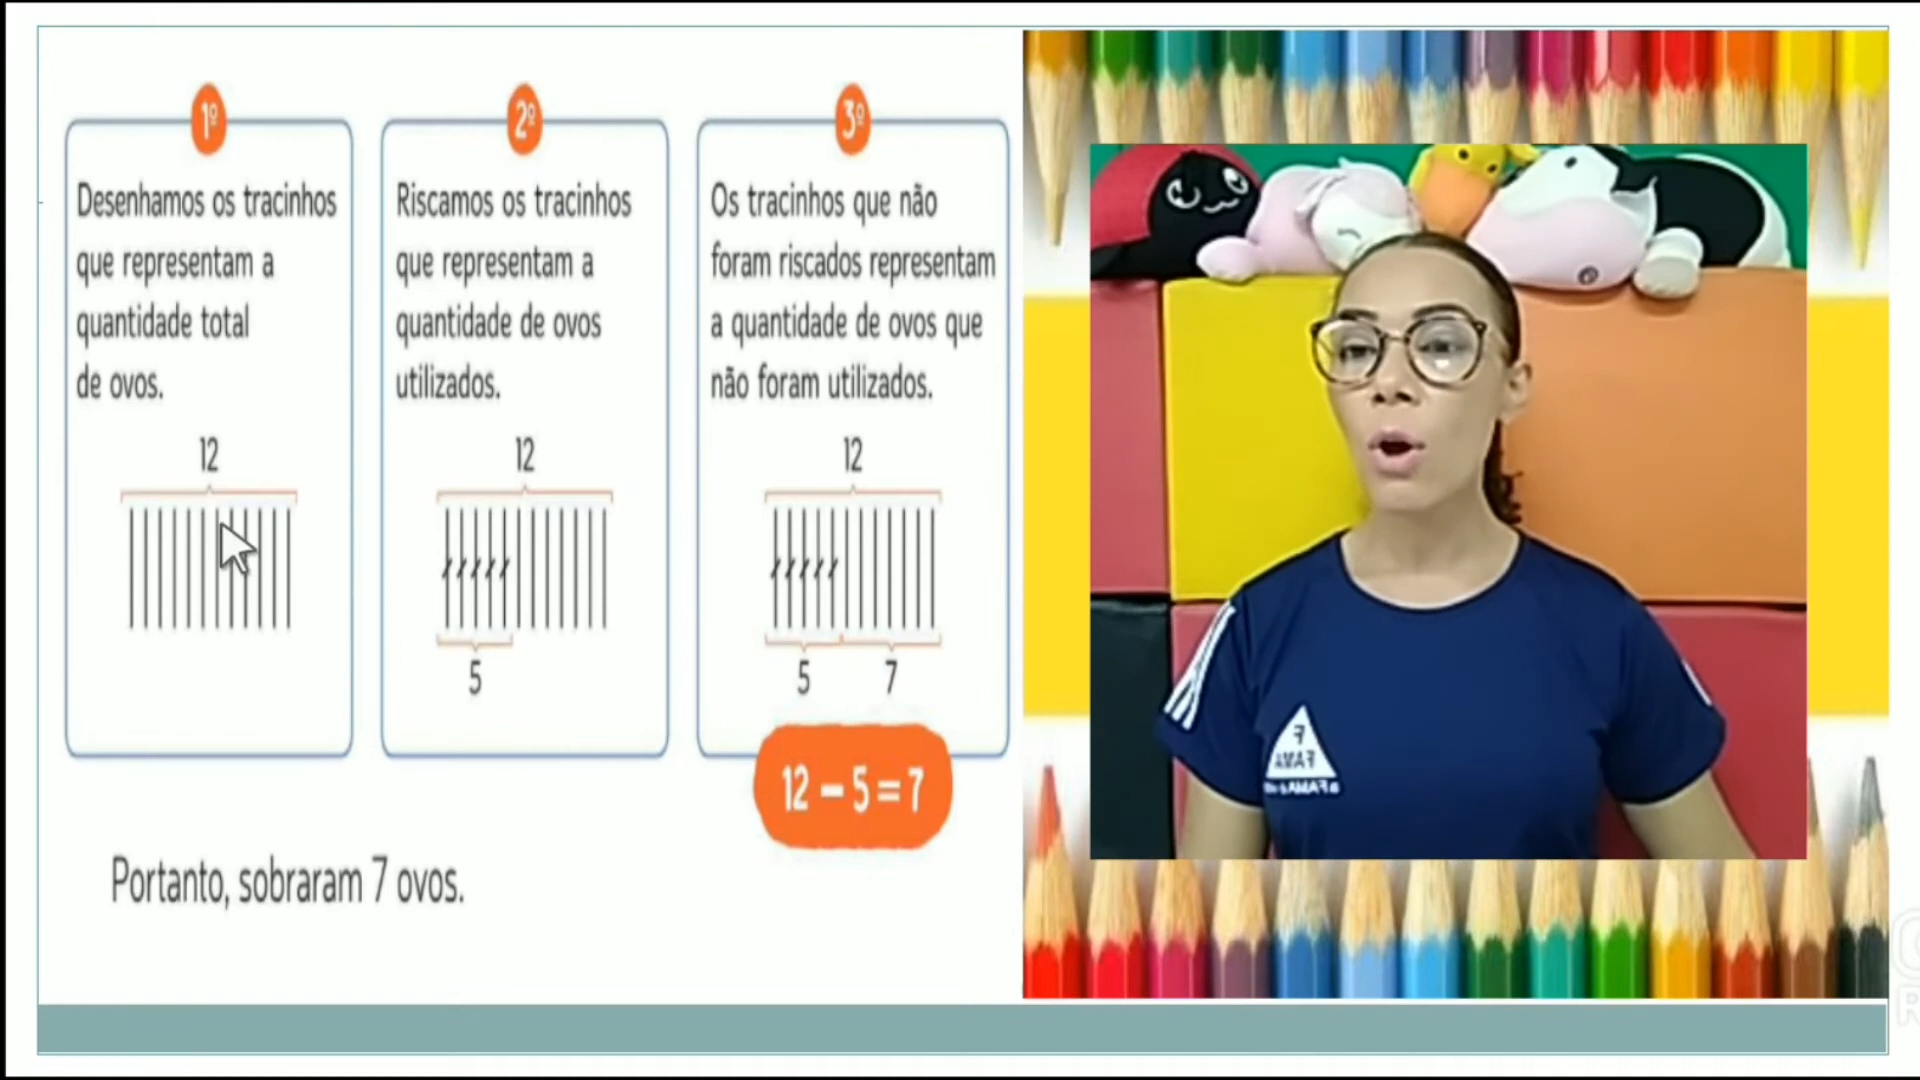 1º
Desenhamos os tracinhos
que representam a
quantidade total
de ovos.
12
2º
Riscamos os tracinhos
que representam a
quantidade de ovos
utilizados.
12
5
3º
Os tracinhos que não
foram riscados representam
a quantidade de ovos que
não foram utilizados.
12
5 7
12 – 5 = 7
Portanto, sobraram 7 ovos.
F
FAMA